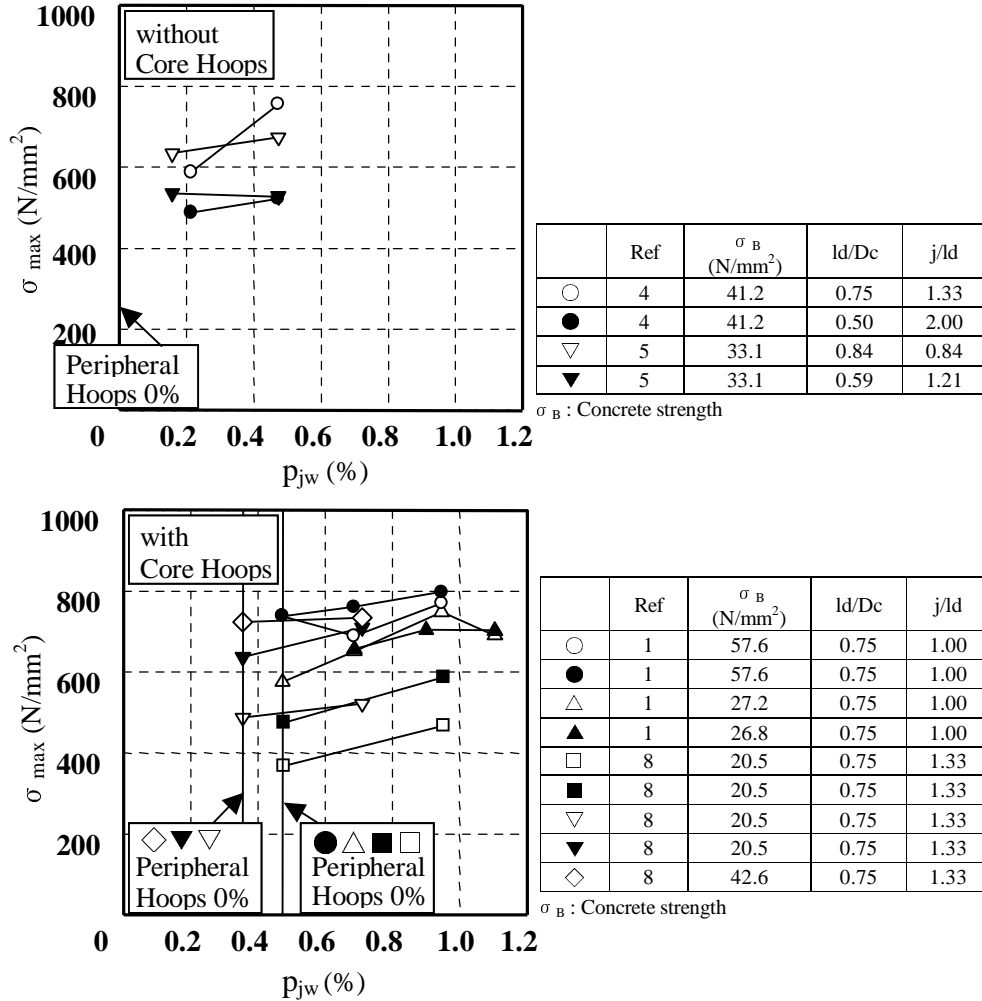 1000
without
Core Hoops
800
600
400
200
σ max (N/mm2)
Peripheral
Hoops 0%
0 0.2 0.4 0.6 0.8 1.0 1.2
pjw (%)
Ref σ B (N/mm2) ld/Dc j/ld
○ 4 41.2 0.75 1.33
● 4 41.2 0.50 2.00
▽ 5 33.1 0.84 0.84
▼ 5 33.1 0.59 1.21
σ B : Concrete strength
1000
with
Core Hoops
800
600
400
200
σ max (N/mm2)
Peripheral
Hoops 0%
Peripheral
Hoops 0%
0 0.2 0.4 0.6 0.8 1.0 1.2
pjw (%)
Ref σ B (N/mm2) ld/Dc j/ld
○ 1 57.6 0.75 1.00
● 1 57.6 0.75 1.00
△ 1 27.2 0.75 1.00
▲ 1 26.8 0.75 1.00
□ 8 20.5 0.75 1.33
■ 8 20.5 0.75 1.33
▽ 8 20.5 0.75 1.33
▼ 8 20.5 0.75 1.33
◇ 8 42.6 0.75 1.33
σ B : Concrete strength